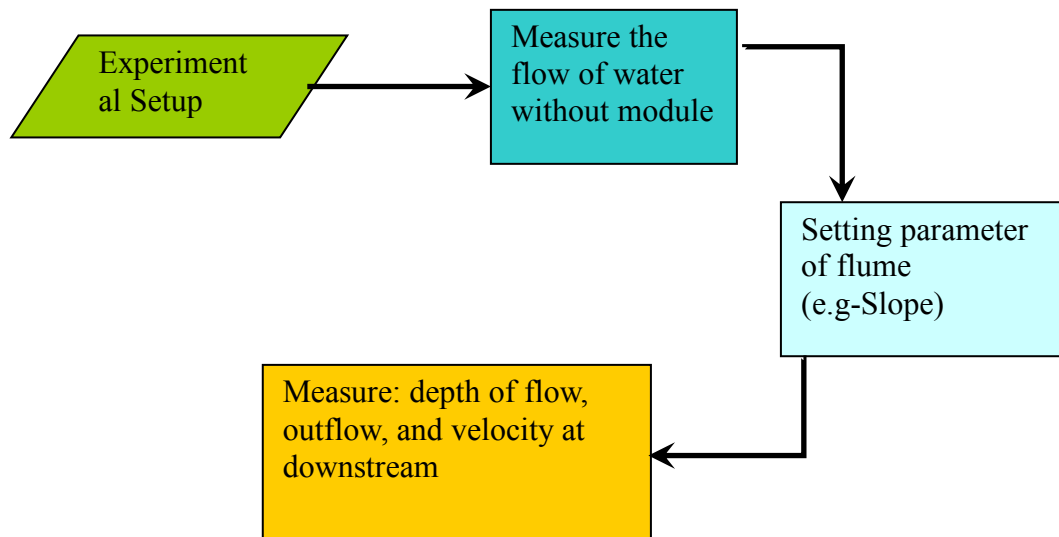 Experiment
al Setup
Measure the
flow of water
without module
Setting parameter
of flume
(e.g-Slope)
Measure: depth of flow,
outflow, and velocity at
downstream